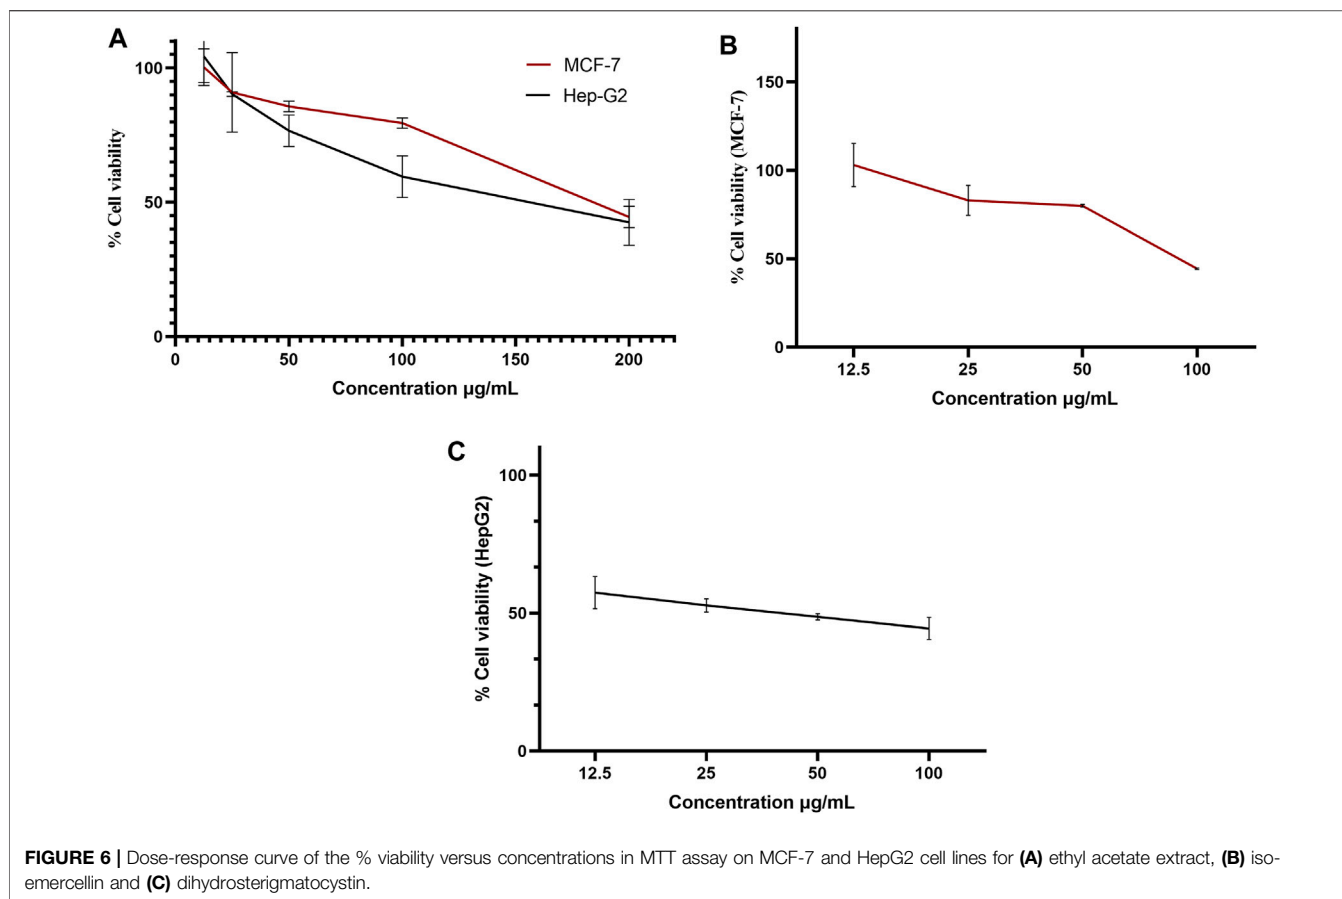 A
% Cell viability
100
50
0
0 50 100 150 200
Concentration µg/mL
MCF-7
Hep-G2
B
% Cell viability (MCF-7)
150
100
50
0
12.5 25 50 100
Concentration µg/mL
C
% Cell viability (HepG2)
100
50
0
12.5 25 50 100
Concentration µg/mL
FIGURE 6 | Dose-response curve of the % viability versus concentrations in MTT assay on MCF-7 and HepG2 cell lines for (A) ethyl acetate extract, (B) iso-
emercellin and (C) dihydrosterigmatocystin.